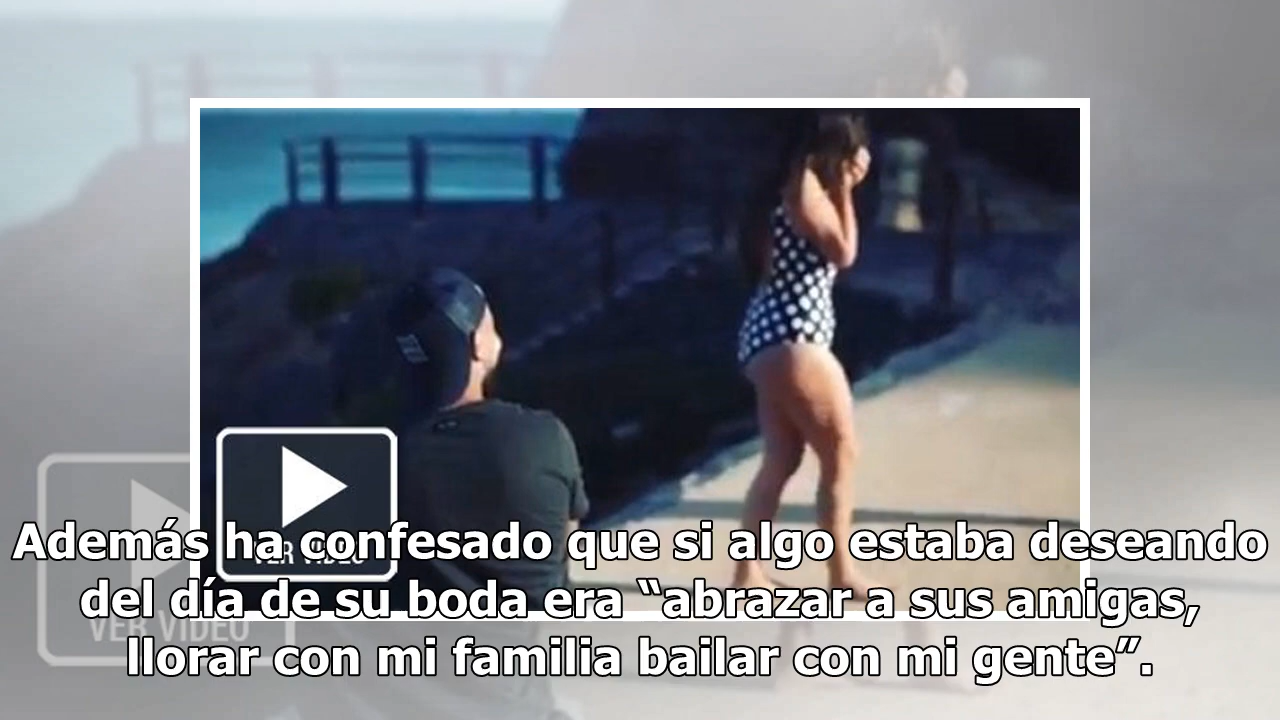 Además ha confesado que si algo estaba deseando
del día de su boda era “abrazar a sus amigas,
llorar con mi familia bailar con mi gente”.
VER VIDEO
VER VIDEO